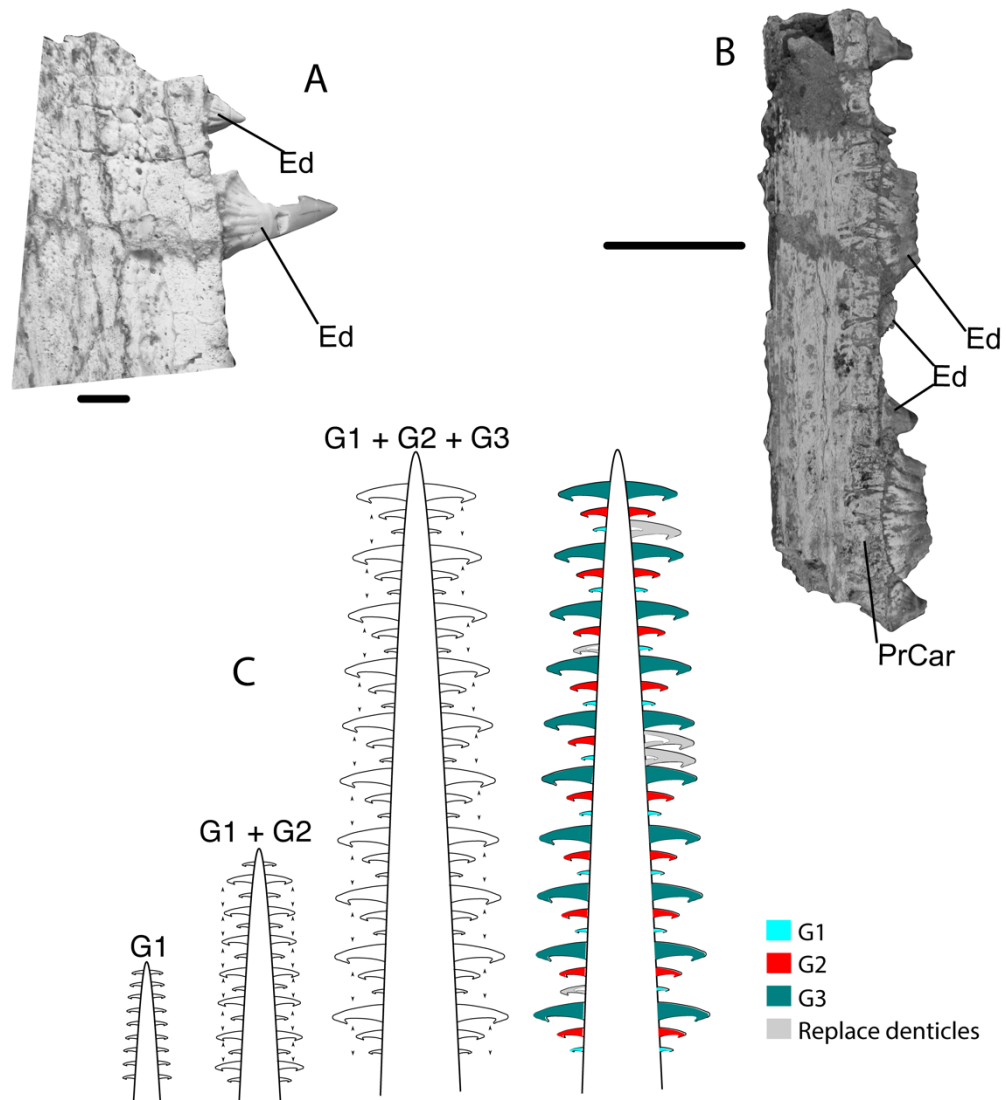 A
Ed
Ed
B
Ed
Ed
PrCar
C
G1
G1 + G2
G1 + G2 + G3
G1
G2
G3
Replace denticles